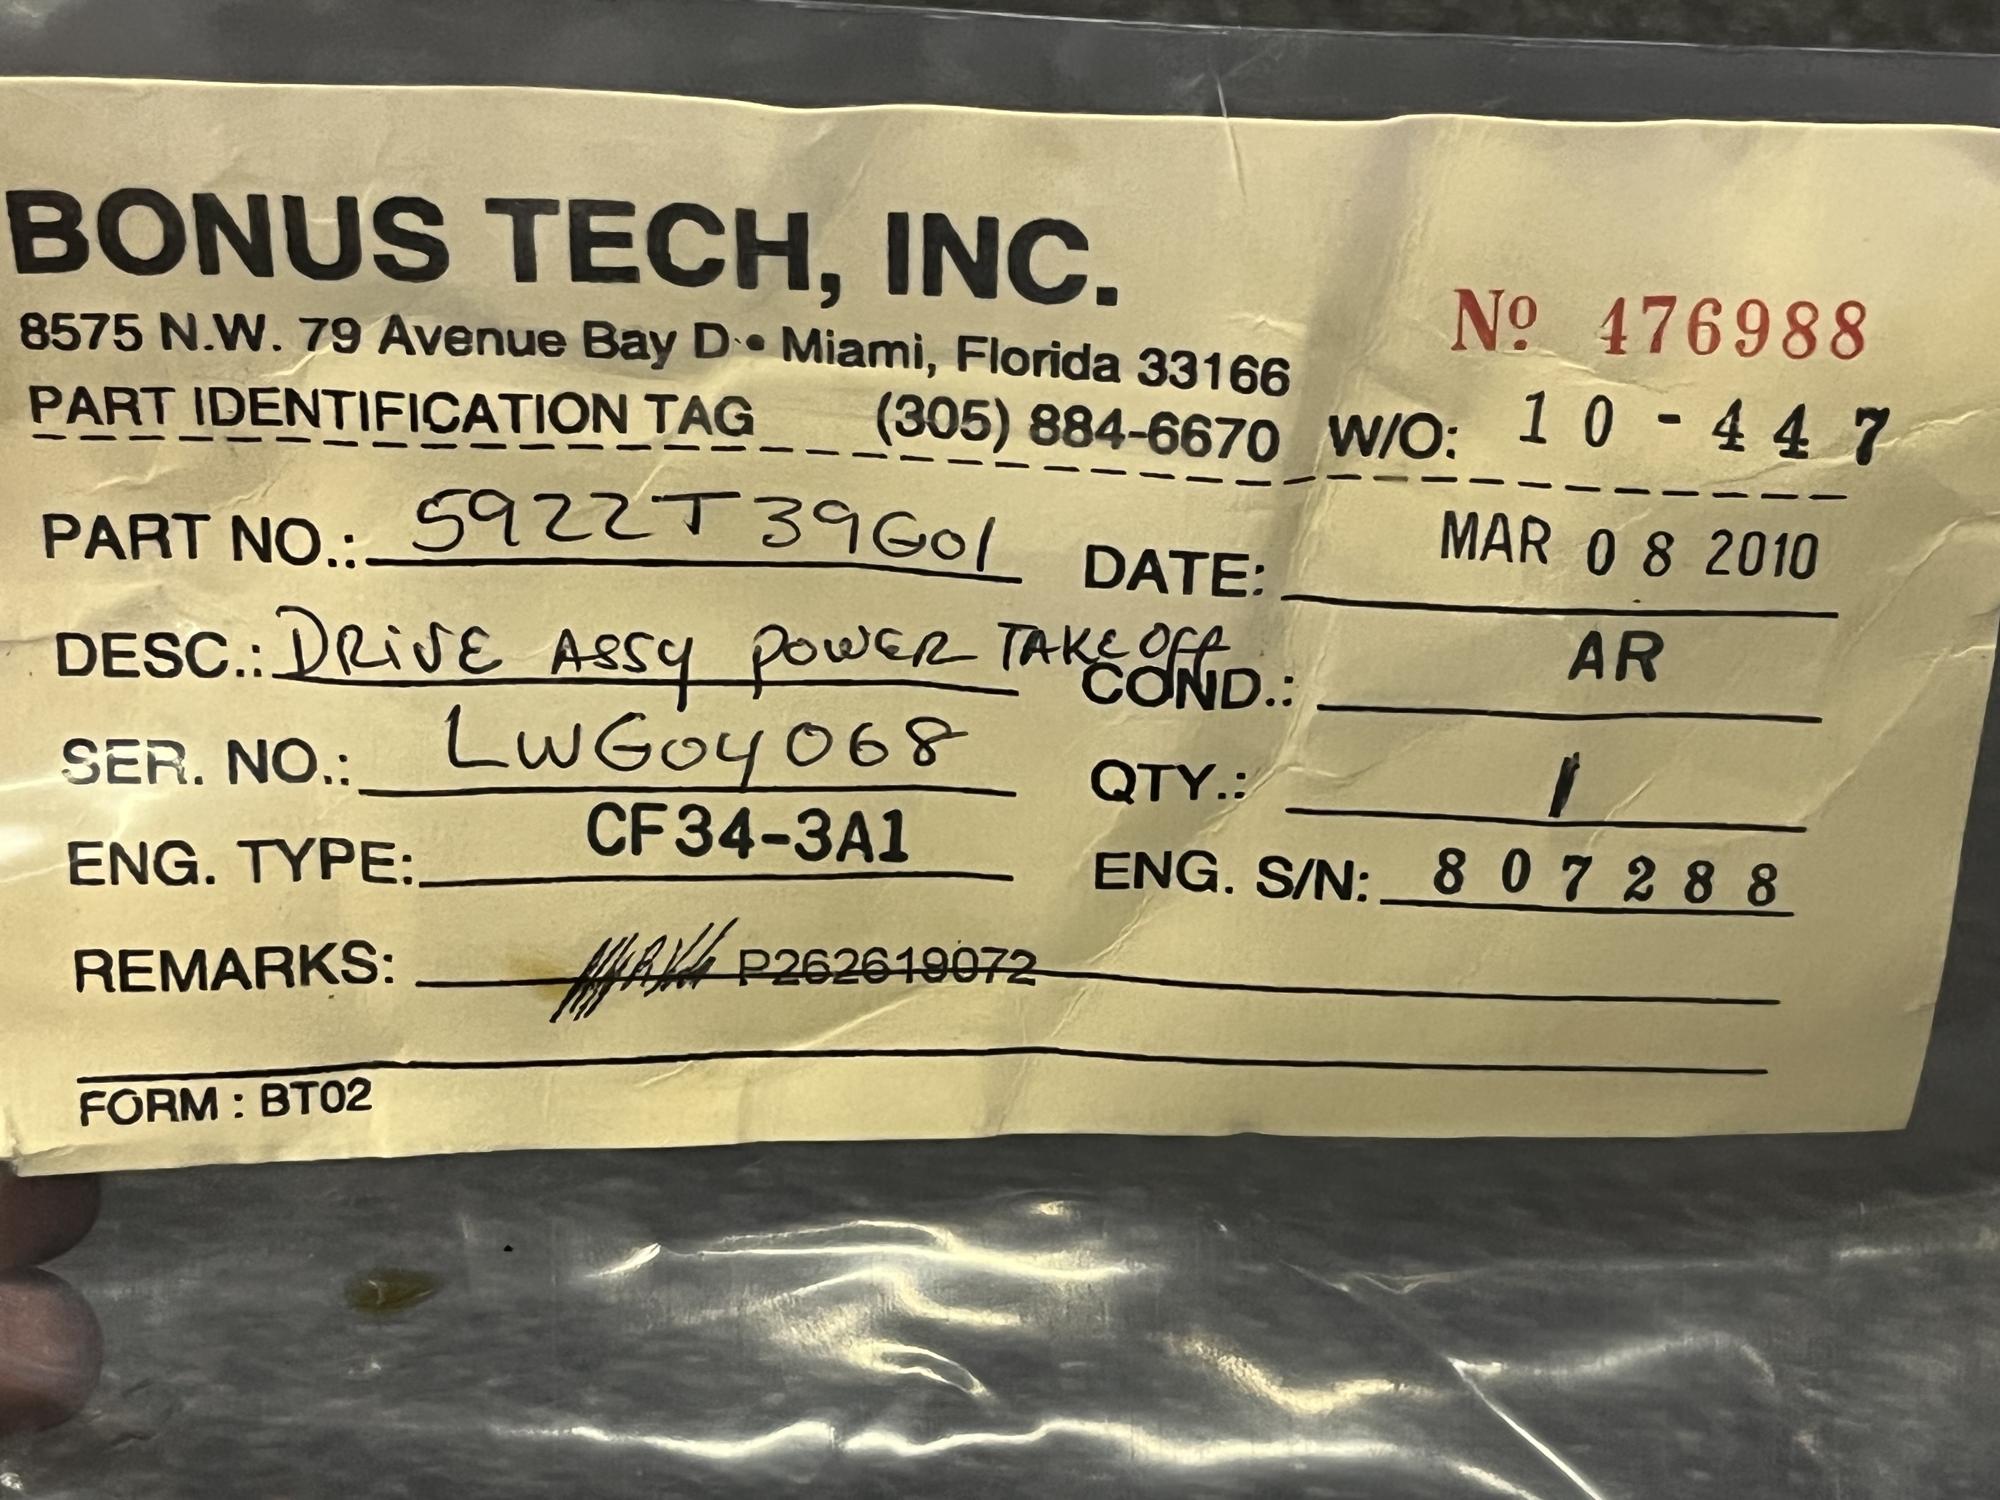 BONUS TECH, INC.
8575 N.W. 79 Avenue Bay D • Miami, Florida 33166
Nº 476988
PART IDENTIFICATION TAG (305) 884-6670 W/O: 10-447
PART NO.: 5922T39G01 DATE: MAR 08 2010
DESC.: DRIVE ASSY POWER TAKE OFF COND.: AR
SER. NO.: LWG04068 QTY.: 1
ENG. TYPE: CF34-3A1 ENG. S/N: 807288
REMARKS: P262619072
FORM : BT02